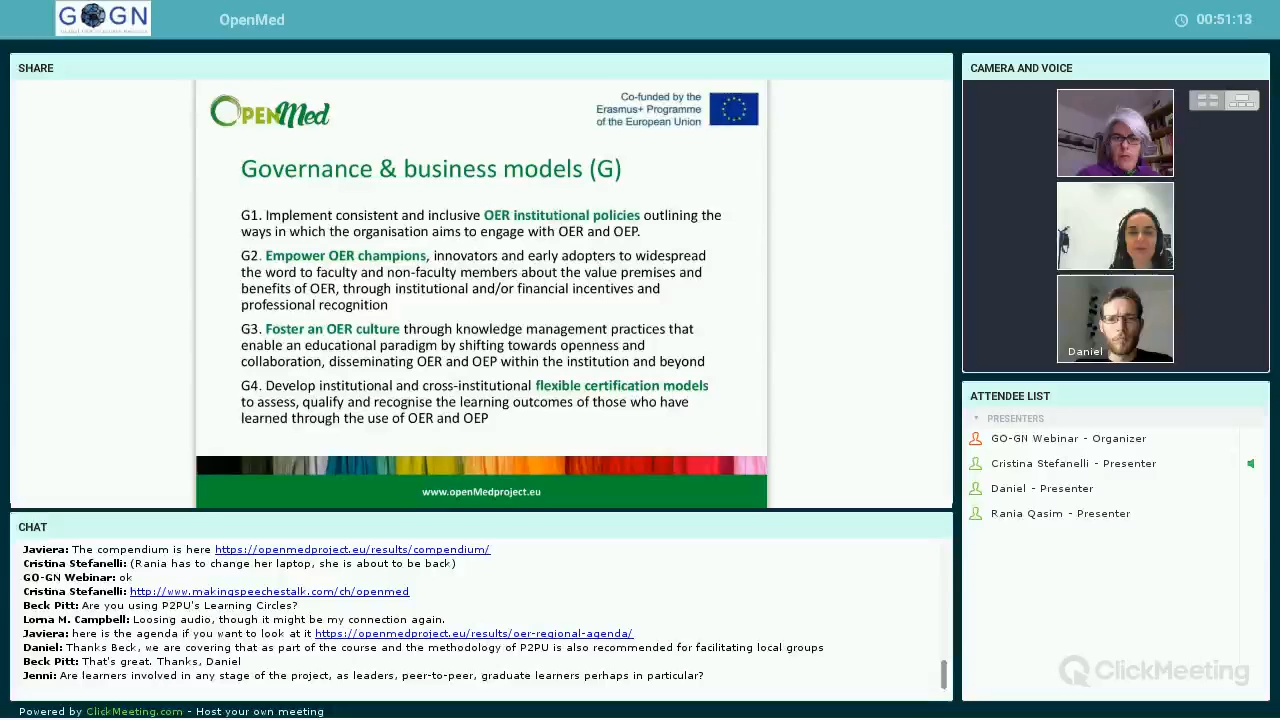 GOGN
OpenMed
00:51:13
SHARE
OPENMed
Co-funded by the
Erasmus+ Programme
of the European Union
Governance & business models (G)
G1. Implement consistent and inclusive OER institutional policies outlining the
ways in which the organisation aims to engage with OER and OEP.
G2. Empower OER champions, innovators and early adopters to widespread
the word to faculty and non-faculty members about the value premises and
benefits of OER, through institutional and/or financial incentives and
professional recognition
G3. Foster an OER culture through knowledge management practices that
enable an educational paradigm by shifting towards openness and
collaboration, disseminating OER and OEP within the institution and beyond
G4. Develop institutional and cross-institutional flexible certification models
to assess, qualify and recognise the learning outcomes of those who have
learned through the use of OER and OEP
www.openMedproject.eu
CAMERA AND VOICE
Daniel
ATTENDEE LIST
PRESENTERS
GO-GN Webinar - Organizer
Cristina Stefanelli - Presenter
Daniel - Presenter
Rania Qasim - Presenter
CHAT
Javiera: The compendium is here https://openmedproject.eu/results/compendium/
Cristina Stefanelli: (Rania has to change her laptop, she is about to be back)
GO-GN Webinar: ok
Cristina Stefanelli: http://www.makingspeechestalk.com/ch/openmed
Beck Pitt: Are you using P2PU's Learning Circles?
Lorna M. Campbell: Loosing audio, though it might be my connection again.
Javiera: here is the agenda if you want to look at it https://openmedproject.eu/results/oer-regional-agenda/
Daniel: Thanks Beck, we are covering that as part of the course and the methodology of P2PU is also recommended for facilitating local groups
Beck Pitt: That's great. Thanks, Daniel
Jenni: Are learners involved in any stage of the project, as leaders, peer-to-peer, graduate learners perhaps in particular?
ClickMeeting
Powered by ClickMeeting.com - Host your own meeting